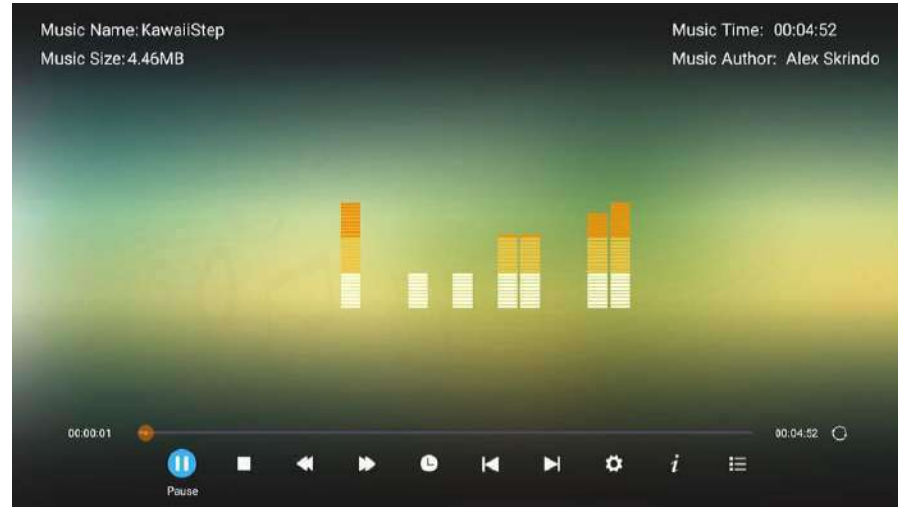 Music Name: KawaiiStep
Music Size: 4.46MB
Music Time: 00:04:52
Music Author: Alex Skrindo
00:00:01
00:04:52
Pause